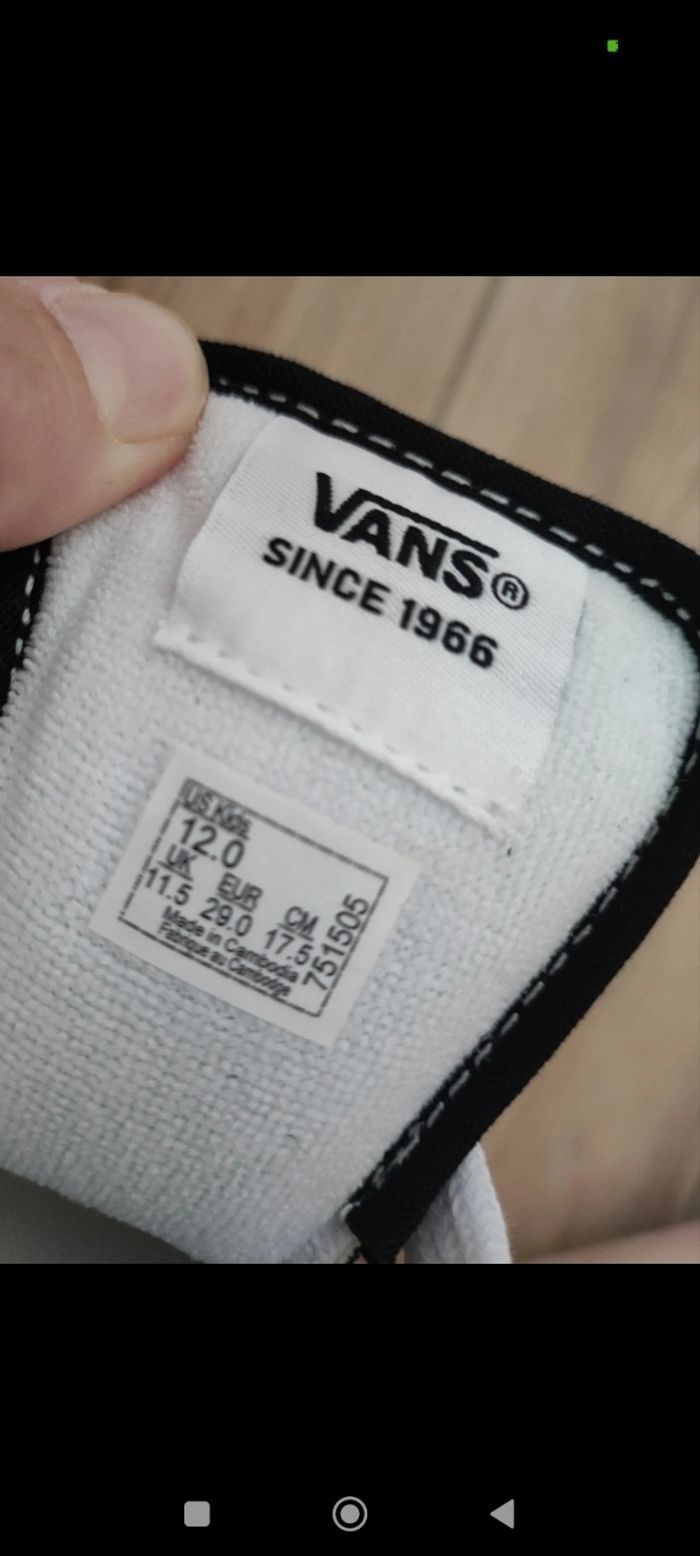 VANS®
SINCE 1966
US Kids
12.0
UK EUR CM
11.5 29.0 17.5
Made in Cambodia
Fabrique au Cambodge
751505